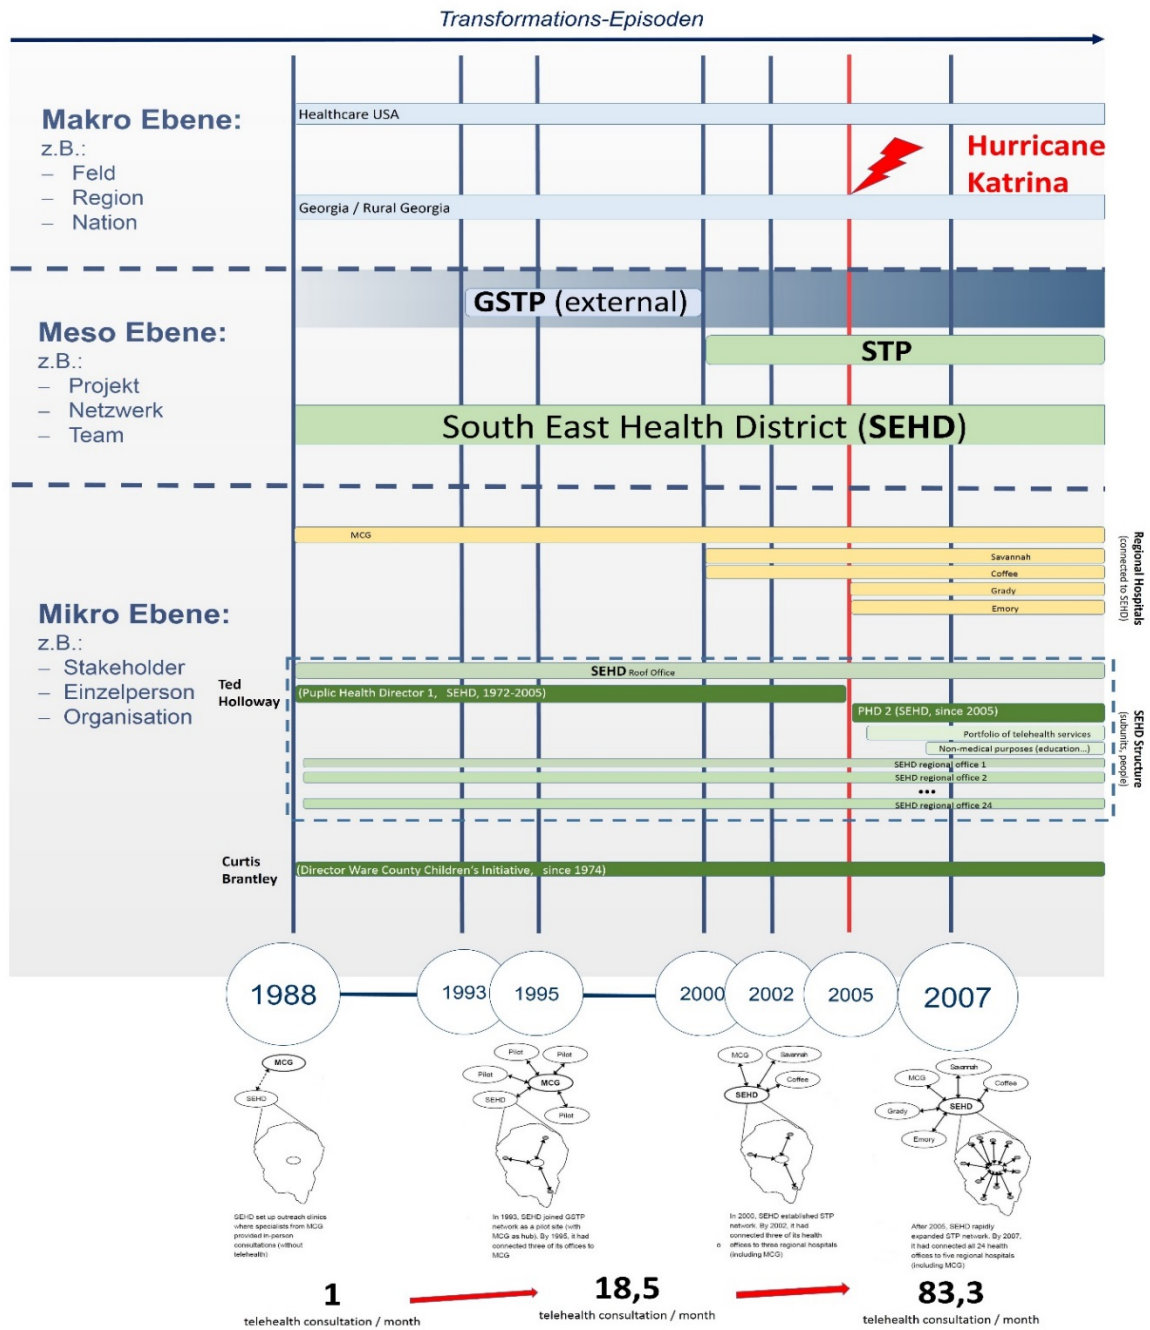 Transformations-Episoden
Makro Ebene:
z.B.:
– Feld
– Region
– Nation
Healthcare USA
Hurricane
Katrina
Georgia / Rural Georgia
Meso Ebene:
z.B.:
– Projekt
– Netzwerk
– Team
GSTP (external)
STP
South East Health District (SEHD)
Mikro Ebene:
z.B.:
– Stakeholder
– Einzelperson
– Organisation
MCG
Savannah
Coffee
Grady
Emory
Regional Hospitals
(connected to SEHD)
SEHD Roof Office
Ted
Holloway
(Puplic Health Director 1, SEHD, 1972-2005)
PHD 2 (SEHD, since 2005)
Portfolio of telehealth services
Non-medical purposes (education...)
SEHD regional office 1
SEHD regional office 2
...
SEHD regional office 24
SEHD Structure
(subunits, people)
Curtis
Brantley
(Director Ware County Children's Initiative, since 1974)
1988
1993
1995
2000
2002
2005
2007
MCG
SEHD
SEHD set up outreach clinics
where specialists from MCG
provided in-person
consultations (without
telehealth)
Pilot
Pilot
Pilot
MCG
SEHD
Pilot
In 1993, SEHD joined GSTP
network as a pilot site (with
MCG as hub). By 1995, it had
connected three of its offices to
MCG
MCG
Savannah
Coffee
SEHD
In 2000, SEHD established STP
network. By 2002, it had
connected three of its health
o offices to three regional hospitals
(including MCG)
Savannah
MCG
Coffee
Grady
SEHD
Emory
After 2005, SEHD rapidly
expanded STP network. By 2007,
it had connected all 24 health
offices to five regional hospitals
(including MCG)
1
telehealth consultation / month
18,5
telehealth consultation / month
83,3
telehealth consultation / month